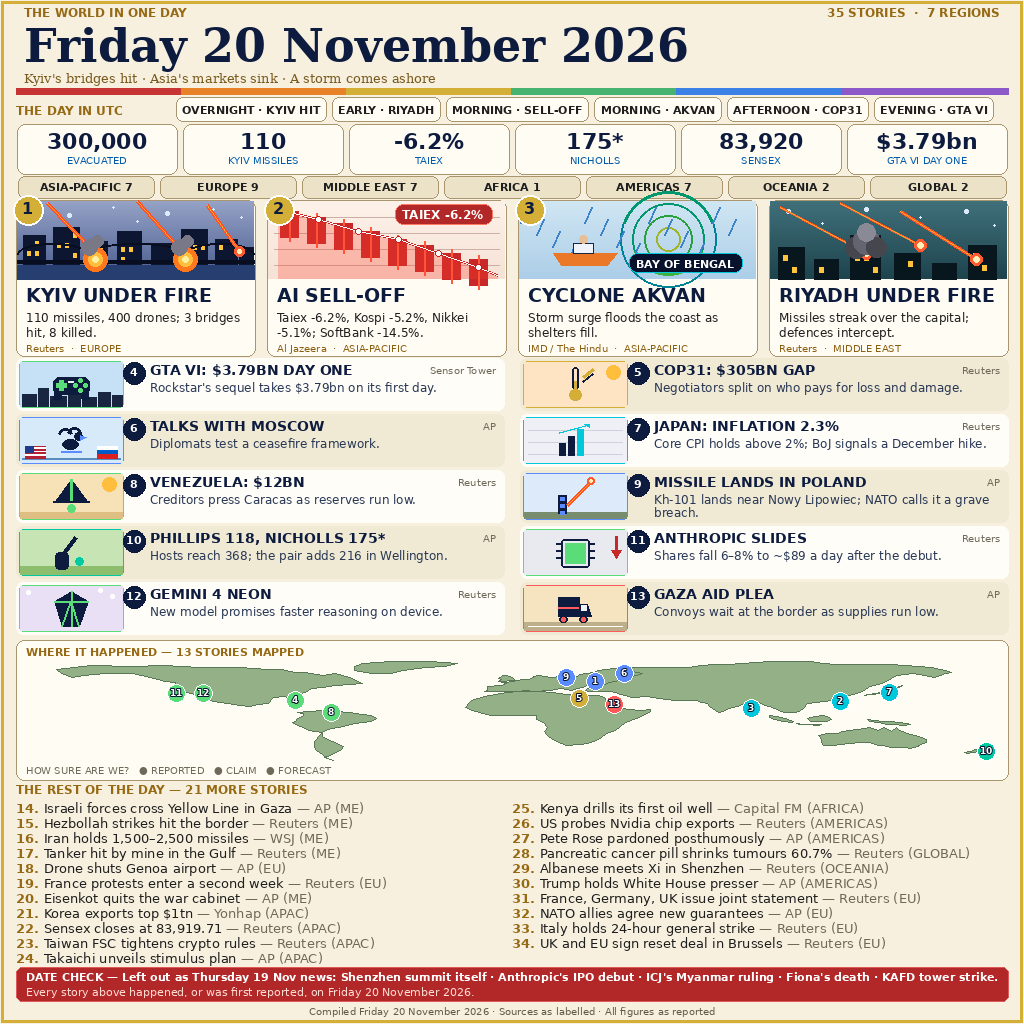 THE WORLD IN ONE DAY
35 STORIES · 7 REGIONS
Friday 20 November 2026
Kyiv's bridges hit · Asia's markets sink · A storm comes ashore
THE DAY IN UTC
OVERNIGHT · KYIV HIT
EARLY · RIYADH
MORNING · SELL-OFF
MORNING · AKVAN
AFTERNOON · COP31
EVENING · GTA VI
300,000
EVACUATED
110
KYIV MISSILES
-6.2%
TAIEX
175*
NICHOLLS
83,920
SENSEX
$3.79bn
GTA VI DAY ONE
ASIA-PACIFIC 7
EUROPE 9
MIDDLE EAST 7
AFRICA 1
AMERICAS 7
OCEANIA 2
GLOBAL 2
1
KYIV UNDER FIRE
110 missiles, 400 drones; 3 bridges
hit, 8 killed.
Reuters · EUROPE
2
TAIEX -6.2%
AI SELL-OFF
Taiex -6.2%, Kospi -5.2%, Nikkei
-5.1%; SoftBank -14.5%.
Al Jazeera · ASIA-PACIFIC
3
BAY OF BENGAL
CYCLONE AKVAN
Storm surge floods the coast as
shelters fill.
IMD / The Hindu · ASIA-PACIFIC
RIYADH UNDER FIRE
Missiles streak over the capital;
defences intercept.
Reuters · MIDDLE EAST
4
GTA VI: $3.79BN DAY ONE
Sensor Tower
Rockstar's sequel takes $3.79bn on its first day.
5
COP31: $305BN GAP
Reuters
Negotiators split on who pays for loss and damage.
6
TALKS WITH MOSCOW
AP
Diplomats test a ceasefire framework.
7
JAPAN: INFLATION 2.3%
Reuters
Core CPI holds above 2%; BoJ signals a December hike.
8
VENEZUELA: $12BN
Reuters
Creditors press Caracas as reserves run low.
9
MISSILE LANDS IN POLAND
AP
Kh-101 lands near Nowy Lipowiec; NATO calls it a grave
breach.
10
PHILLIPS 118, NICHOLLS 175*
AP
Hosts reach 368; the pair adds 216 in Wellington.
11
ANTHROPIC SLIDES
Reuters
Shares fall 6–8% to ~$89 a day after the debut.
12
GEMINI 4 NEON
Reuters
New model promises faster reasoning on device.
13
GAZA AID PLEA
AP
Convoys wait at the border as supplies run low.
WHERE IT HAPPENED — 13 STORIES MAPPED
11
12
4
8
9
1
6
5
13
3
2
7
10
HOW SURE ARE WE? ● REPORTED ● CLAIM ● FORECAST
THE REST OF THE DAY — 21 MORE STORIES
14. Israeli forces cross Yellow Line in Gaza — AP (ME)
15. Hezbollah strikes hit the border — Reuters (ME)
16. Iran holds 1,500–2,500 missiles — WSJ (ME)
17. Tanker hit by mine in the Gulf — Reuters (ME)
18. Drone shuts Genoa airport — AP (EU)
19. France protests enter a second week — Reuters (EU)
20. Eisenkot quits the war cabinet — AP (ME)
21. Korea exports top $1tn — Yonhap (APAC)
22. Sensex closes at 83,919.71 — Reuters (APAC)
23. Taiwan FSC tightens crypto rules — Reuters (APAC)
24. Takaichi unveils stimulus plan — AP (APAC)
25. Kenya drills its first oil well — Capital FM (AFRICA)
26. US probes Nvidia chip exports — Reuters (AMERICAS)
27. Pete Rose pardoned posthumously — AP (AMERICAS)
28. Pancreatic cancer pill shrinks tumours 60.7% — Reuters (GLOBAL)
29. Albanese meets Xi in Shenzhen — Reuters (OCEANIA)
30. Trump holds White House presser — AP (AMERICAS)
31. France, Germany, UK issue joint statement — Reuters (EU)
32. NATO allies agree new guarantees — AP (EU)
33. Italy holds 24-hour general strike — Reuters (EU)
34. UK and EU sign reset deal in Brussels — Reuters (EU)
DATE CHECK — Left out as Thursday 19 Nov news: Shenzhen summit itself · Anthropic's IPO debut · ICJ's Myanmar ruling · Fiona's death · KAFD tower strike.
Every story above happened, or was first reported, on Friday 20 November 2026.
Compiled Friday 20 November 2026 · Sources as labelled · All figures as reported